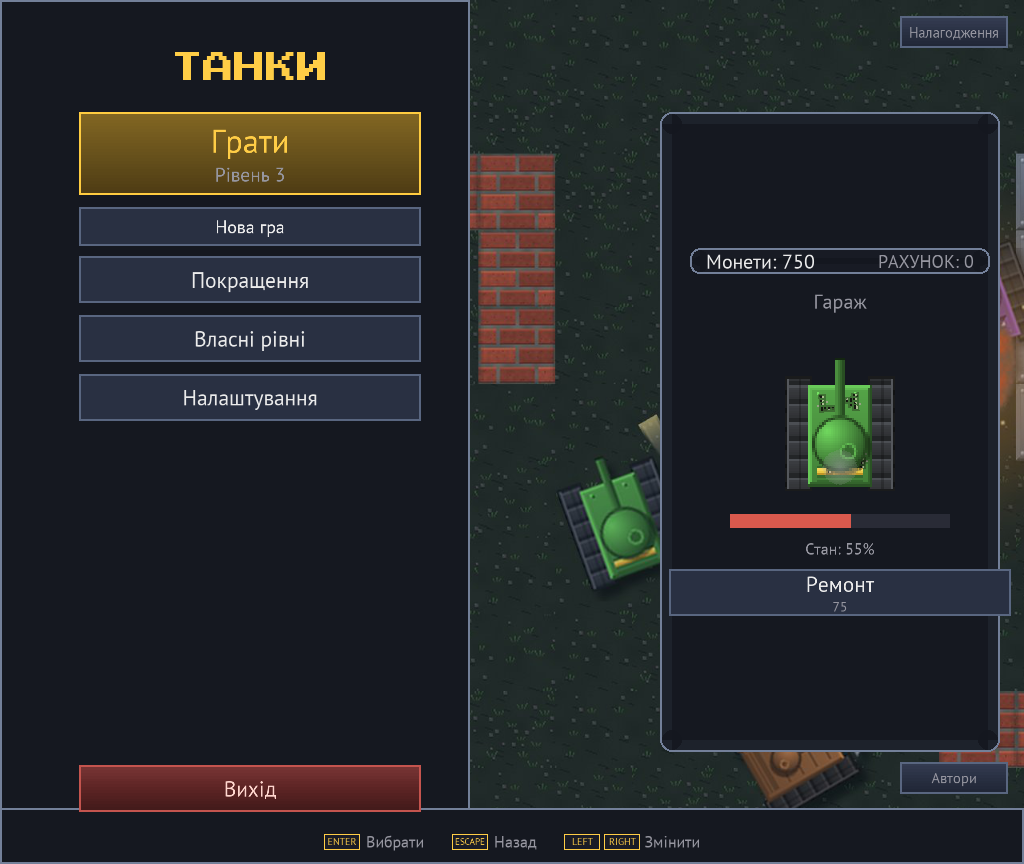 ТАНКИ
Грати
Рівень 3
Нова гра
Покращення
Власні рівні
Налаштування
Вихід
Налагодження
Монети: 750 РАХУНОК: 0
Гараж
Стан: 55%
Ремонт
75
Автори
ENTER Вибрати ESCAPE Назад LEFT RIGHT Змінити